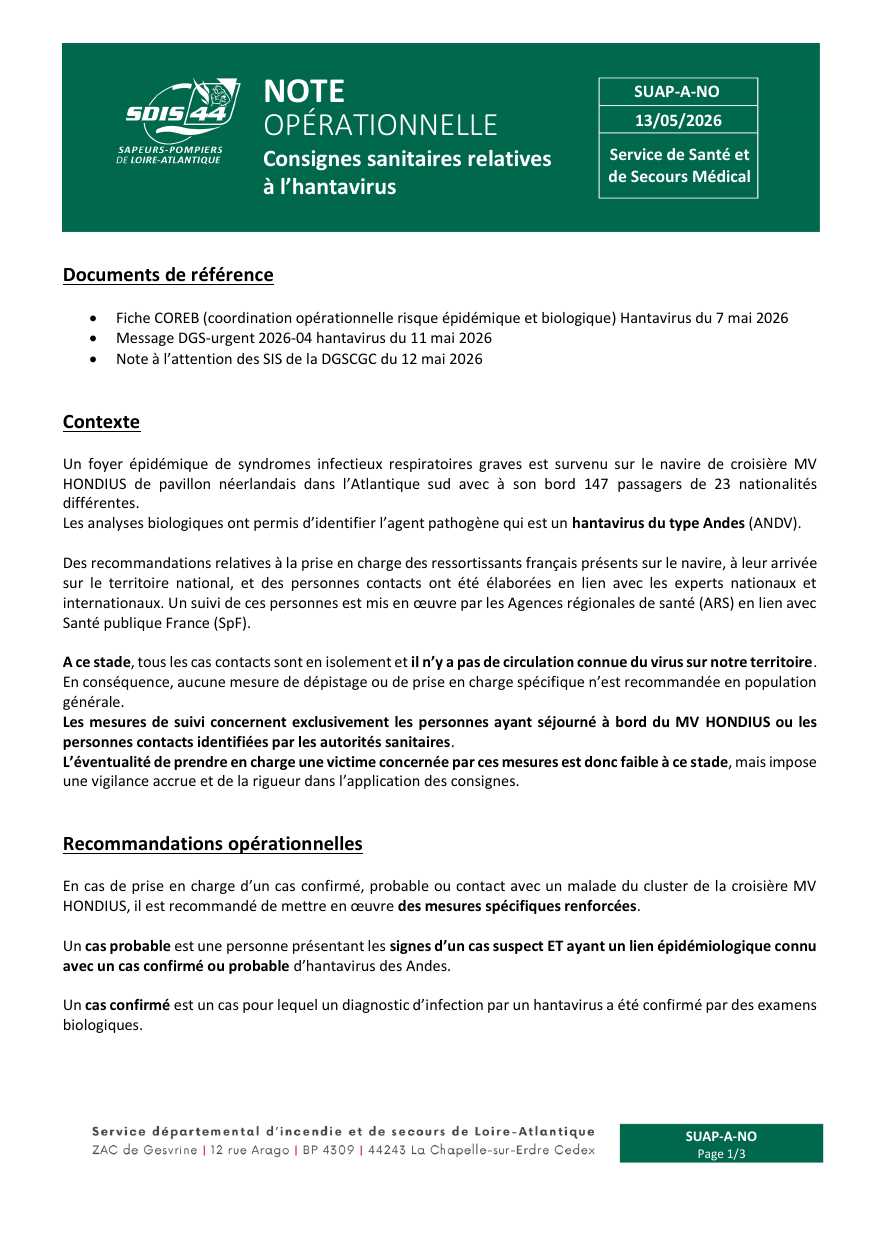 SDIS 44
SAPEURS-POMPIERS
DE LOIRE-ATLANTIQUE
NOTE
OPÉRATIONNELLE
Consignes sanitaires relatives
à l’hantavirus
SUAP-A-NO
13/05/2026
Service de Santé et
de Secours Médical
Documents de référence
• Fiche COREB (coordination opérationnelle risque épidémique et biologique) Hantavirus du 7 mai 2026
• Message DGS-urgent 2026-04 hantavirus du 11 mai 2026
• Note à l’attention des SIS de la DGSCGC du 12 mai 2026
Contexte
Un foyer épidémique de syndromes infectieux respiratoires graves est survenu sur le navire de croisière MV
HONDIUS de pavillon néerlandais dans l’Atlantique sud avec à son bord 147 passagers de 23 nationalités
différentes.
Les analyses biologiques ont permis d’identifier l’agent pathogène qui est un hantavirus du type Andes (ANDV).
Des recommandations relatives à la prise en charge des ressortissants français présents sur le navire, à leur arrivée
sur le territoire national, et des personnes contacts ont été élaborées en lien avec les experts nationaux et
internationaux. Un suivi de ces personnes est mis en œuvre par les Agences régionales de santé (ARS) en lien avec
Santé publique France (SpF).
A ce stade, tous les cas contacts sont en isolement et il n’y a pas de circulation connue du virus sur notre territoire.
En conséquence, aucune mesure de dépistage ou de prise en charge spécifique n’est recommandée en population
générale.
Les mesures de suivi concernent exclusivement les personnes ayant séjourné à bord du MV HONDIUS ou les
personnes contacts identifiées par les autorités sanitaires.
L’éventualité de prendre en charge une victime concernée par ces mesures est donc faible à ce stade, mais impose
une vigilance accrue et de la rigueur dans l’application des consignes.
Recommandations opérationnelles
En cas de prise en charge d’un cas confirmé, probable ou contact avec un malade du cluster de la croisière MV
HONDIUS, il est recommandé de mettre en œuvre des mesures spécifiques renforcées.
Un cas probable est une personne présentant les signes d’un cas suspect ET ayant un lien épidémiologique connu
avec un cas confirmé ou probable d’hantavirus des Andes.
Un cas confirmé est un cas pour lequel un diagnostic d’infection par un hantavirus a été confirmé par des examens
biologiques.
Service départemental d’incendie et de secours de Loire-Atlantique
ZAC de Gesvrine | 12 rue Arago | BP 4309 | 44243 La Chapelle-sur-Erdre Cedex
SUAP-A-NO
Page 1/3